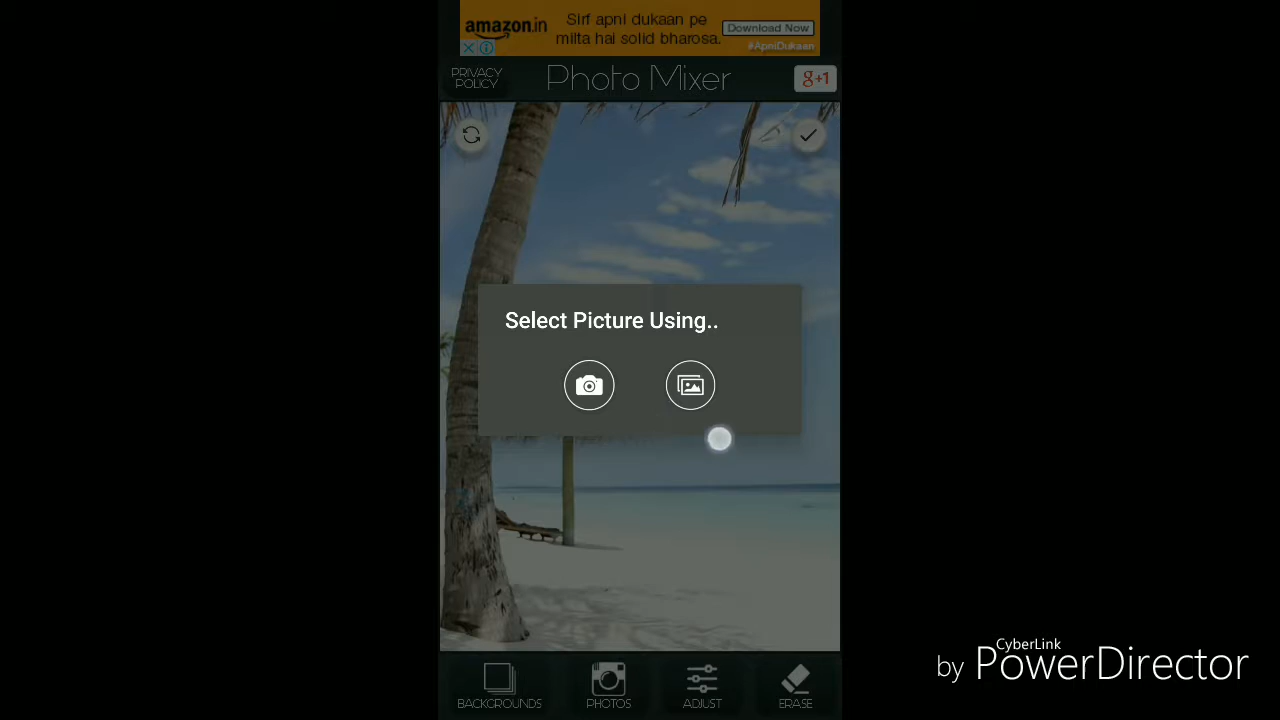 amazon.in
Sirf apni dukaan pe
milta hai solid bharosa.
Download Now
#ApniDukaan
PRIVACY
POLICY
Photo Mixer
g+1
Select Picture Using..
BACKGROUNDS
PHOTOS
ADJUST
ERASE
CyberLink
by PowerDirector